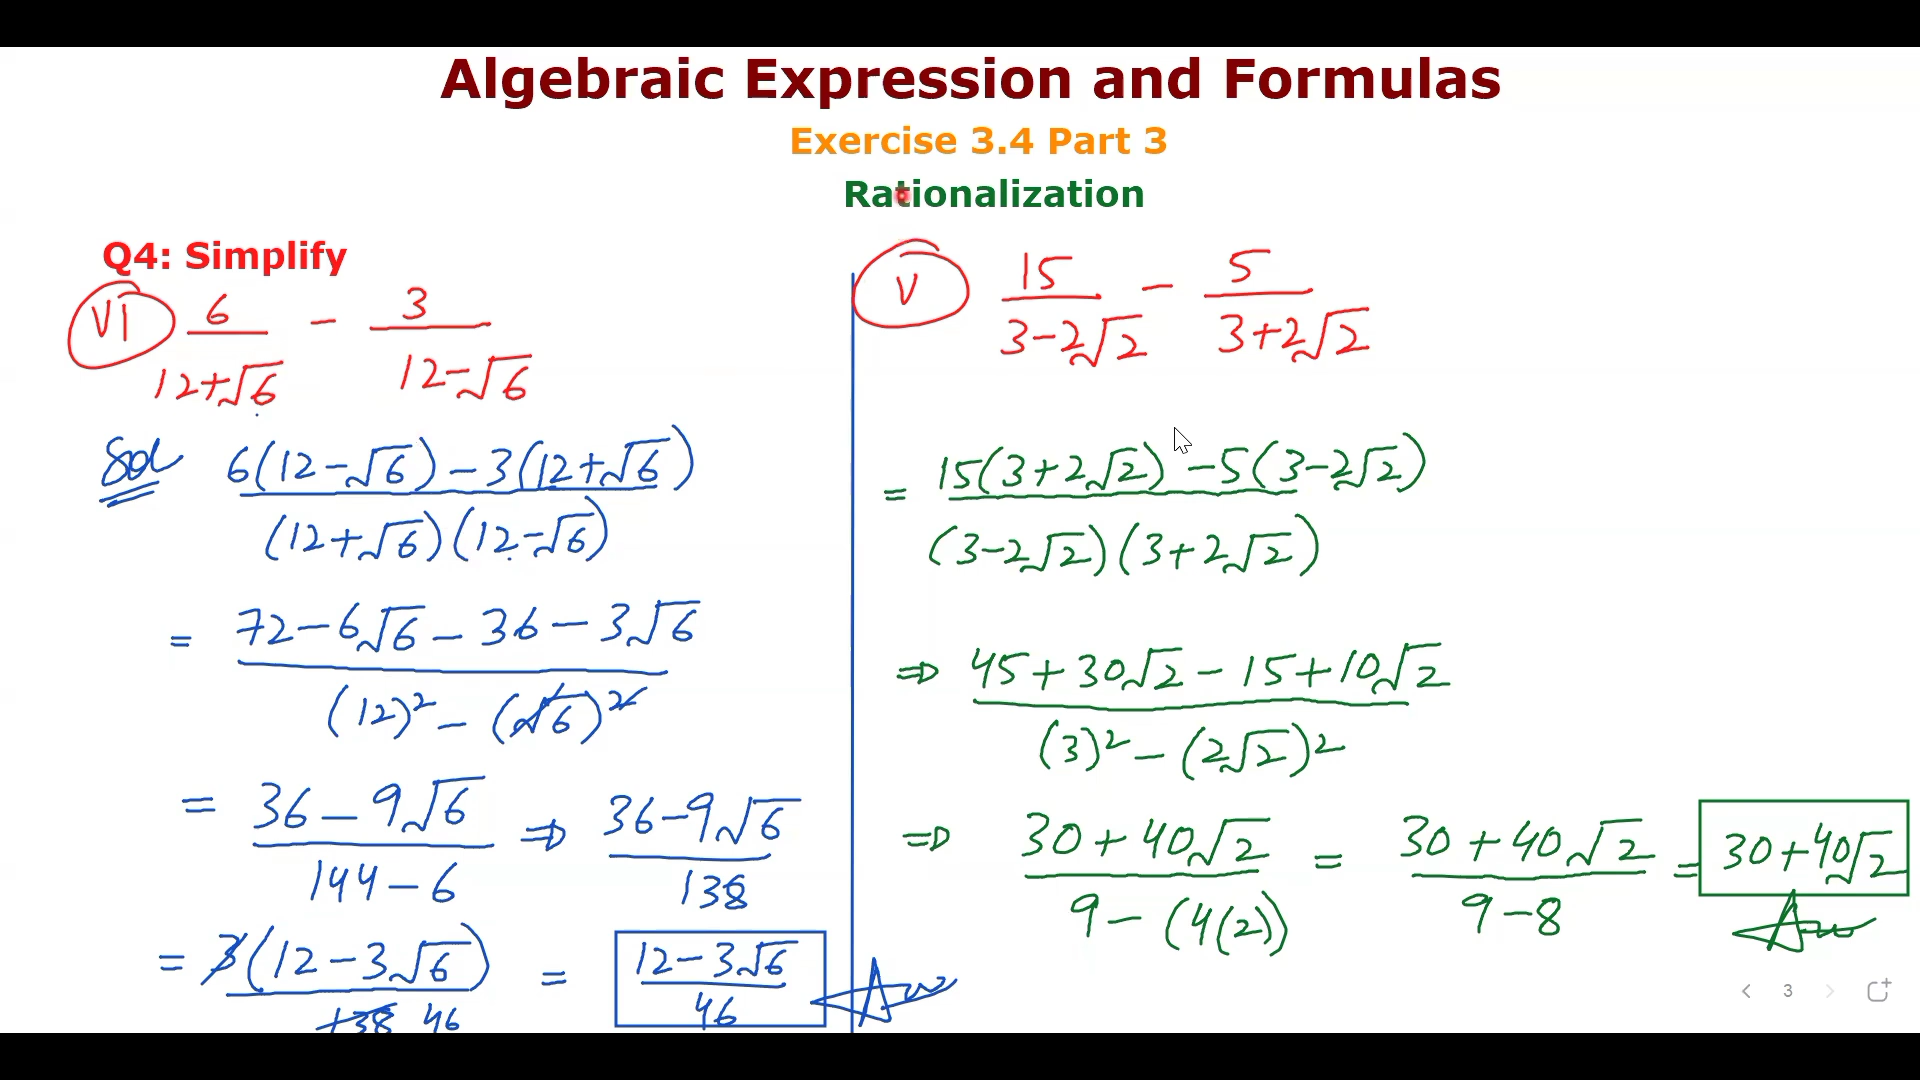 Algebraic Expression and Formulas
Exercise 3.4 Part 3
Rationalization
Q4: Simplify
VI 6/(12+√6) - 3/(12-√6)
Sol (6(12-√6)-3(12+√6))/((12+√6)(12-√6))
= (72-6√6-36-3√6)/((12)²-(√6)²)
= (36-9√6)/(144-6) ⇒ (36-9√6)/138
= 3(12-3√6)/(138 46) = (12-3√6)/46 Ans
V 15/(3-2√2) - 5/(3+2√2)
= (15(3+2√2)-5(3-2√2))/((3-2√2)(3+2√2))
⇒ (45+30√2-15+10√2)/((3)²-(2√2)²)
⇒ (30+40√2)/(9-(4(2))) = (30+40√2)/(9-8) = 30+40√2
Ans
3